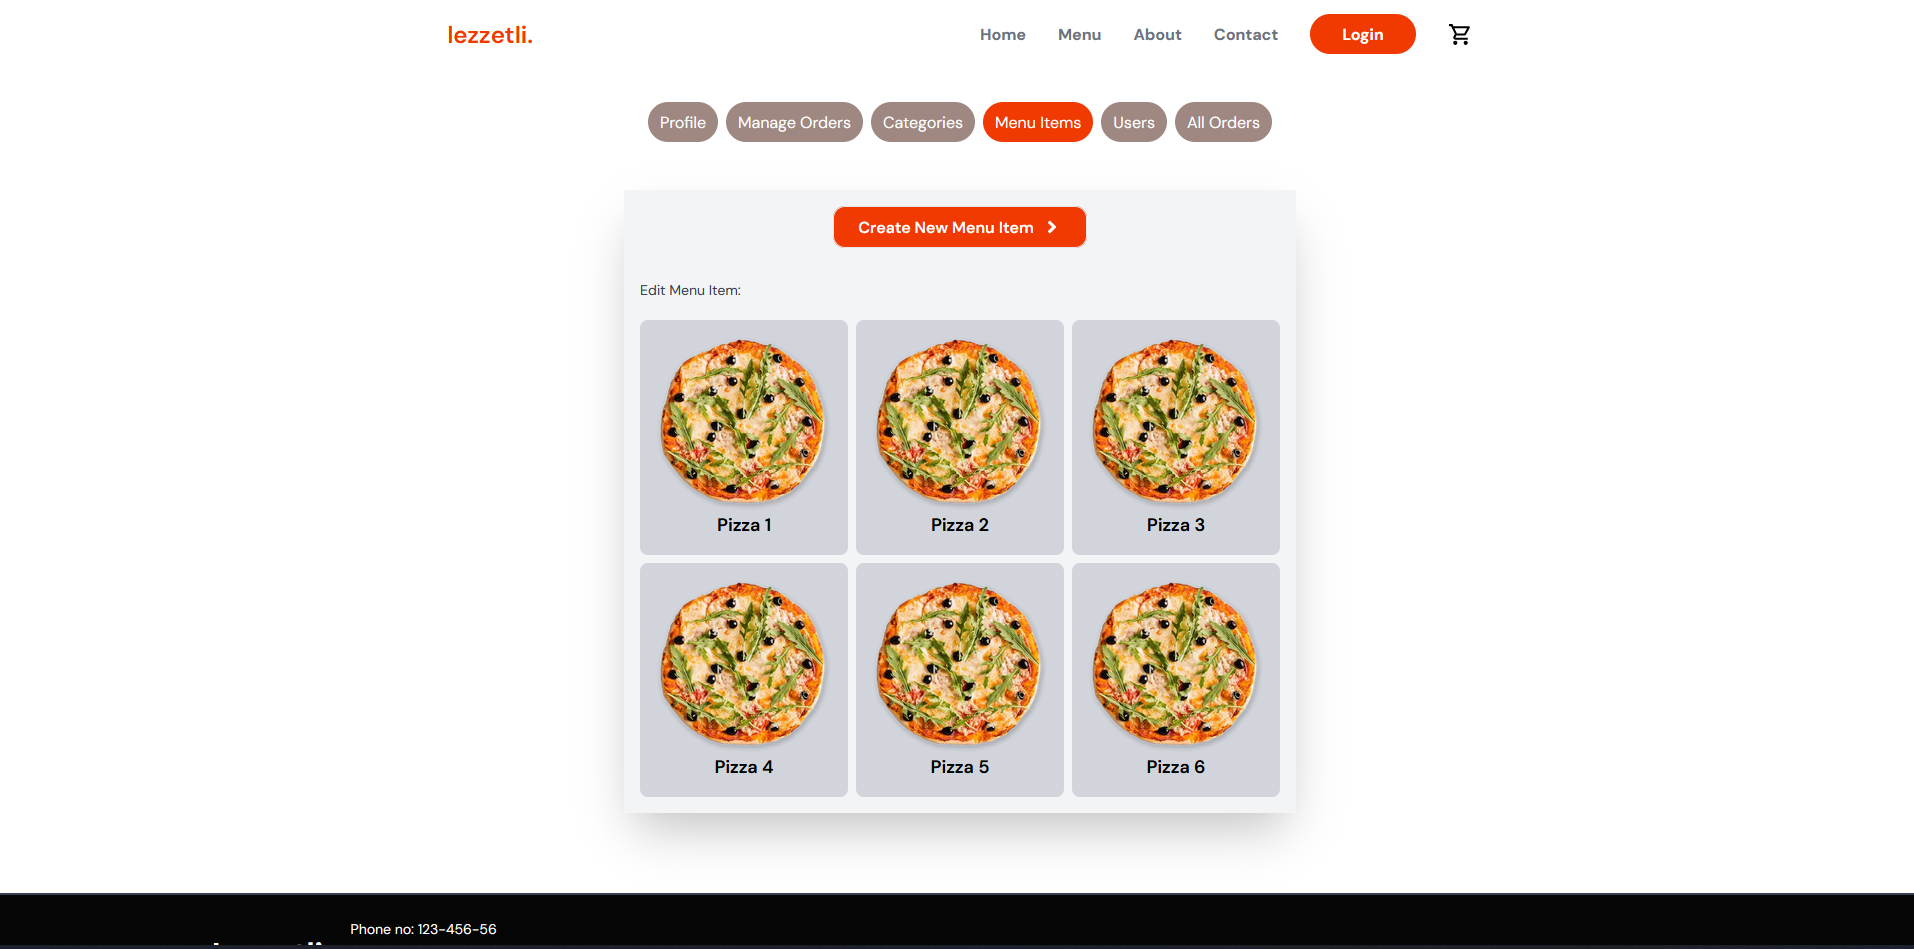 lezzetli.
Home Menu About Contact Login
Profile Manage Orders Categories Menu Items Users All Orders
Create New Menu Item
Edit Menu Item:
Pizza 1 Pizza 2 Pizza 3
Pizza 4 Pizza 5 Pizza 6
Phone no: 123-456-56